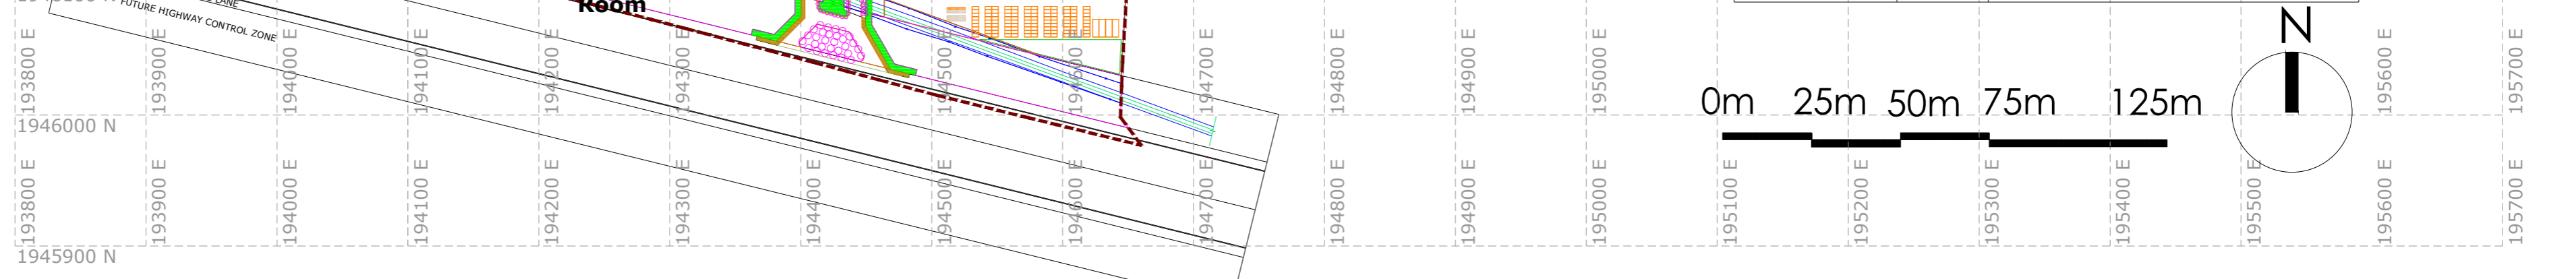 LANE
FUTURE HIGHWAY CONTROL ZONE
Room
N
193800 E 193900 E 194000 E 194100 E 194200 E 194300 E 194400 E 194500 E 194600 E 194700 E 194800 E 194900 E 195000 E 195600 E 195700 E
0m 25m 50m 75m 125m
1946000 N
193800 E 193900 E 194000 E 194100 E 194200 E 194300 E 194400 E 194500 E 194600 E 194700 E 194800 E 194900 E 195000 E 195100 E 195200 E 195300 E 195400 E 195500 E 195600 E 195700 E
1945900 N